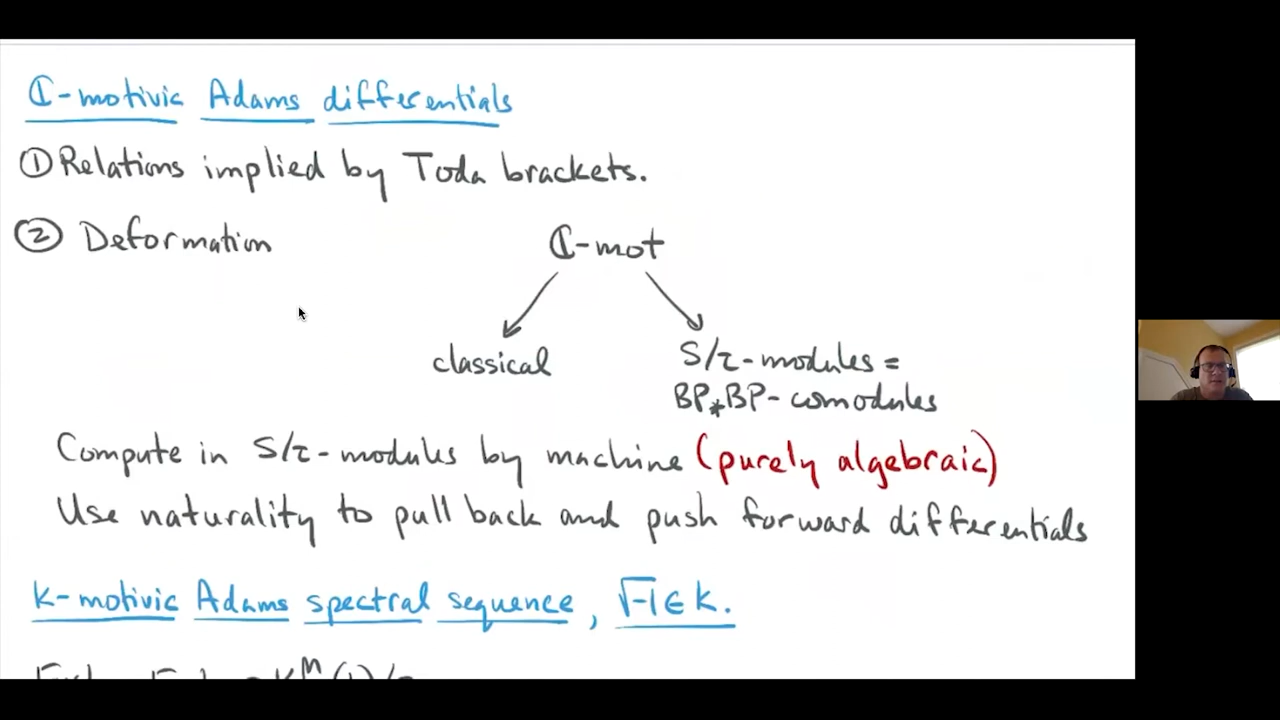 ℂ-motivic Adams differentials
① Relations implied by Toda brackets.
② Deformation
ℂ-mot
classical
S/τ-modules =
BP_*BP-comodules
Compute in S/τ-modules by machine (purely algebraic)
Use naturality to pull back and push forward differentials
k-motivic Adams spectral sequence, √-1 ∈ k.